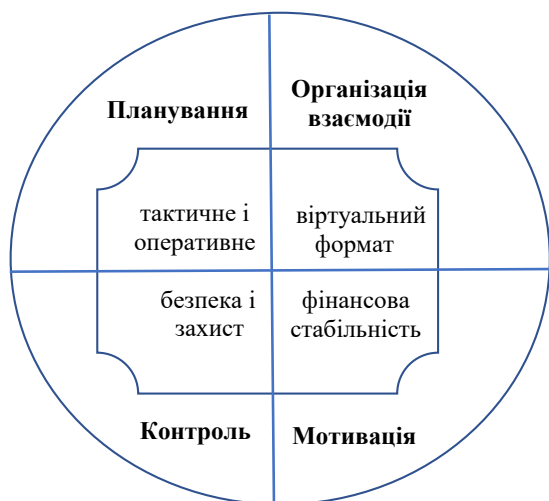 Планування
Організація
взаємодії
тактичне і
оперативне
віртуальний
формат
безпека і
захист
фінансова
стабільність
Контроль
Мотивація